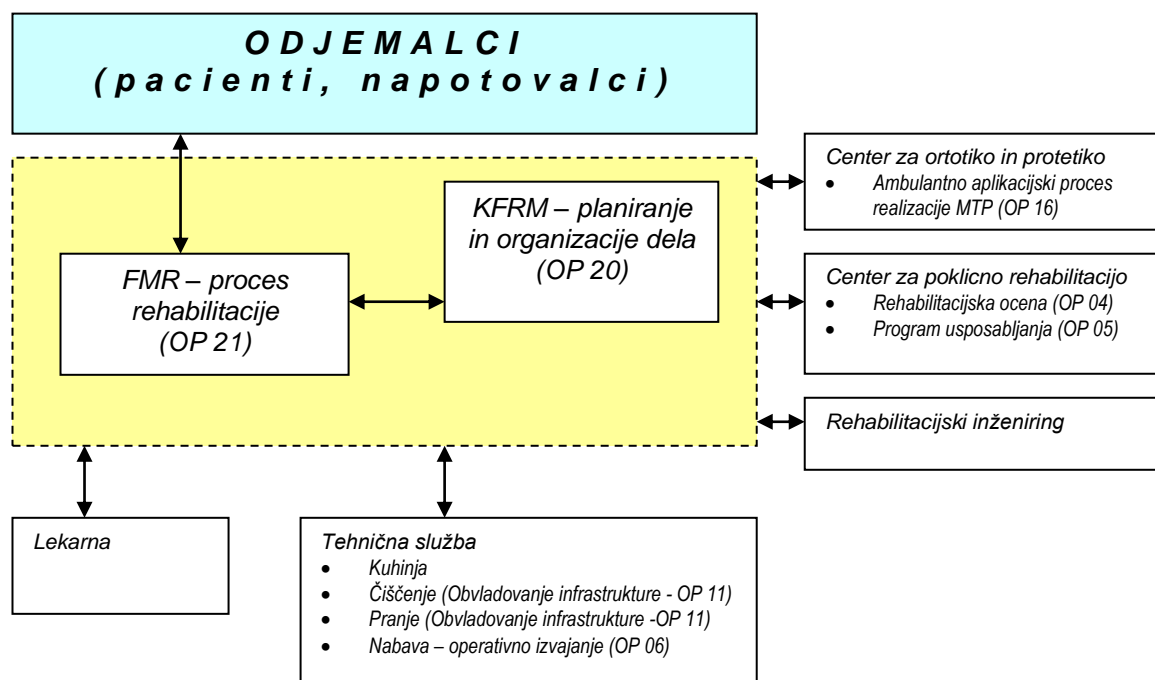 ODJEMALCI
(pacienti, napotovalci)
Center za ortotiko in protetiko
• Ambulantno aplikacijski proces
realizacije MTP (OP 16)
KFRM – planiranje
in organizacije dela
(OP 20)
FMR – proces
rehabilitacije
(OP 21)
Center za poklicno rehabilitacijo
• Rehabilitacijska ocena (OP 04)
• Program usposabljanja (OP 05)
Rehabilitacijski inženiring
Lekarna
Tehnična služba
• Kuhinja
• Čiščenje (Obvladovanje infrastrukture - OP 11)
• Pranje (Obvladovanje infrastrukture -OP 11)
• Nabava – operativno izvajanje (OP 06)